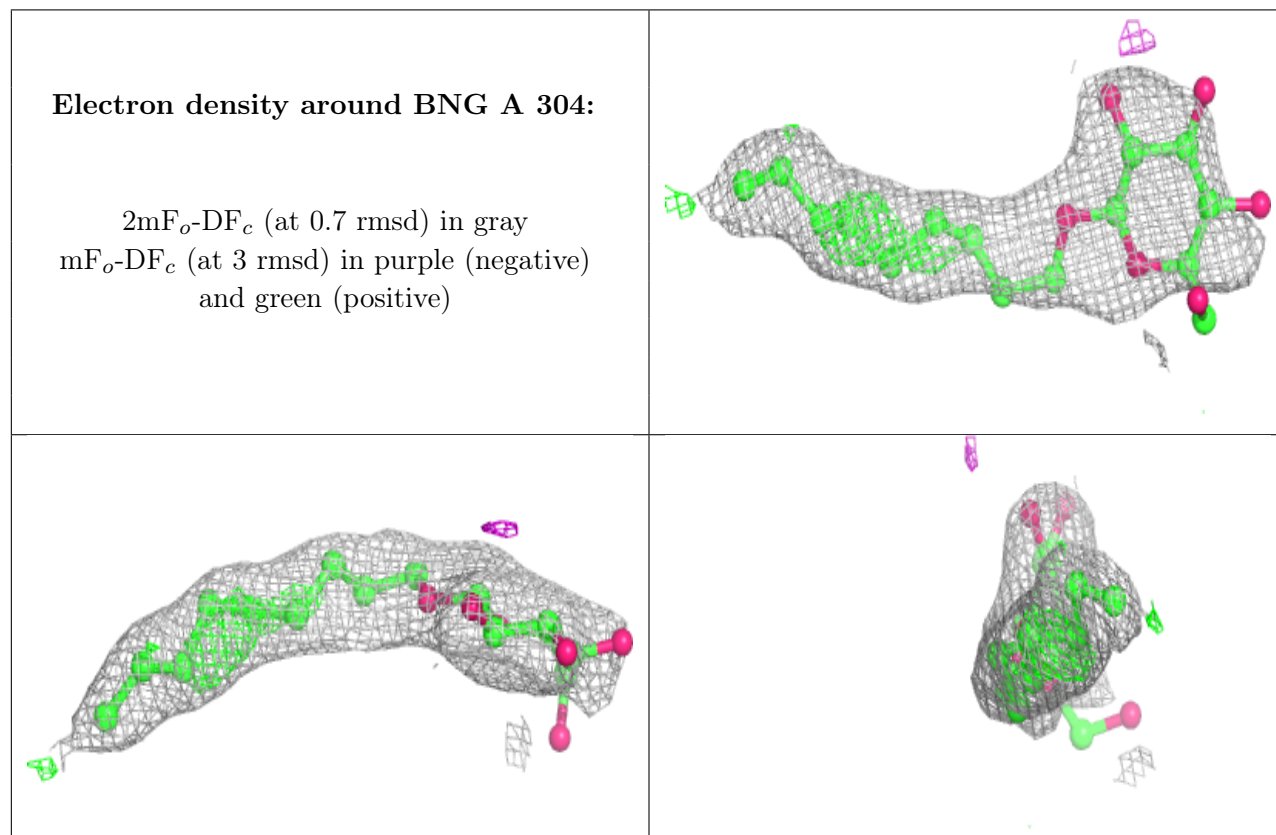 Electron density around BNG A 304:
2mFₒ-DF𝒸 (at 0.7 rmsd) in gray
mFₒ-DF𝒸 (at 3 rmsd) in purple (negative)
and green (positive)